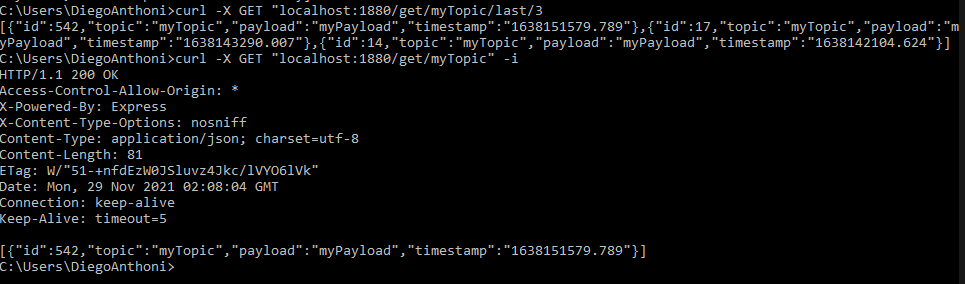 C:\Users\DiegoAnthoni>curl -X GET "localhost:1880/get/myTopic/last/3
[{"id":542,"topic":"myTopic","payload":"myPayload","timestamp":"1638151579.789"},{"id":17,"topic":"myTopic","payload":"m
yPayload","timestamp":"1638143290.007"},{"id":14,"topic":"myTopic","payload":"myPayload","timestamp":"1638142104.624"}]
C:\Users\DiegoAnthoni>curl -X GET "localhost:1880/get/myTopic" -i
HTTP/1.1 200 OK
Access-Control-Allow-Origin: *
X-Powered-By: Express
X-Content-Type-Options: nosniff
Content-Type: application/json; charset=utf-8
Content-Length: 81
ETag: W/"51-+nfdEzW0JSluvz4Jkc/lVYO6lVk"
Date: Mon, 29 Nov 2021 02:08:04 GMT
Connection: keep-alive
Keep-Alive: timeout=5
[{"id":542,"topic":"myTopic","payload":"myPayload","timestamp":"1638151579.789"}]
C:\Users\DiegoAnthoni>